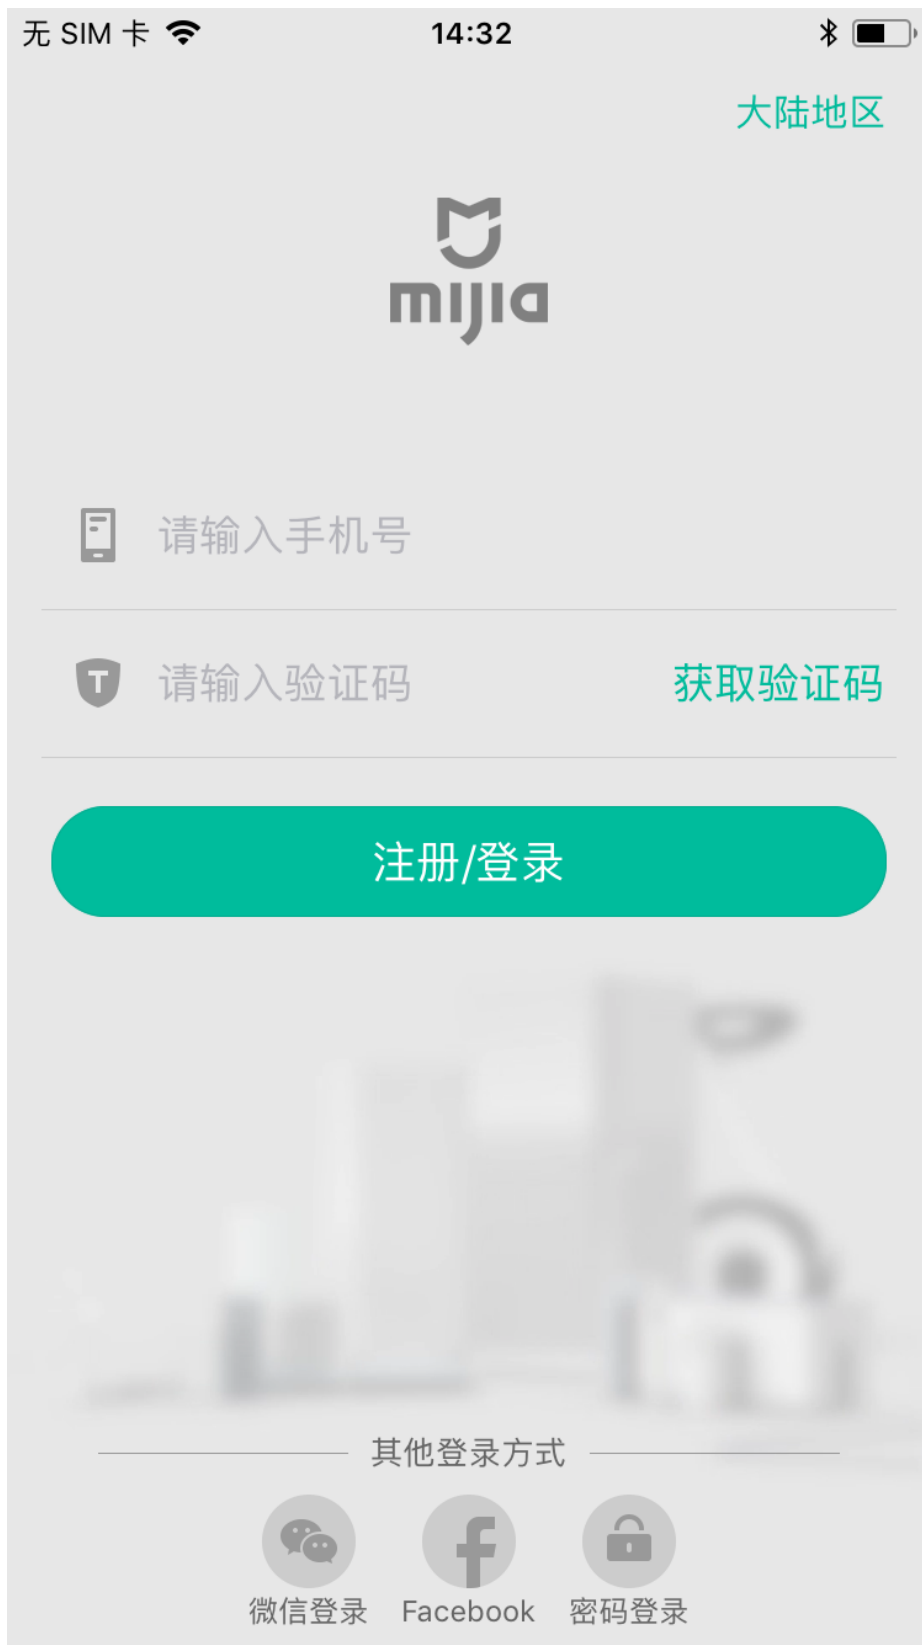 无 SIM 卡 14:32
大陆地区
mijia
请输入手机号
请输入验证码 获取验证码
注册/登录
其他登录方式
微信登录 Facebook 密码登录